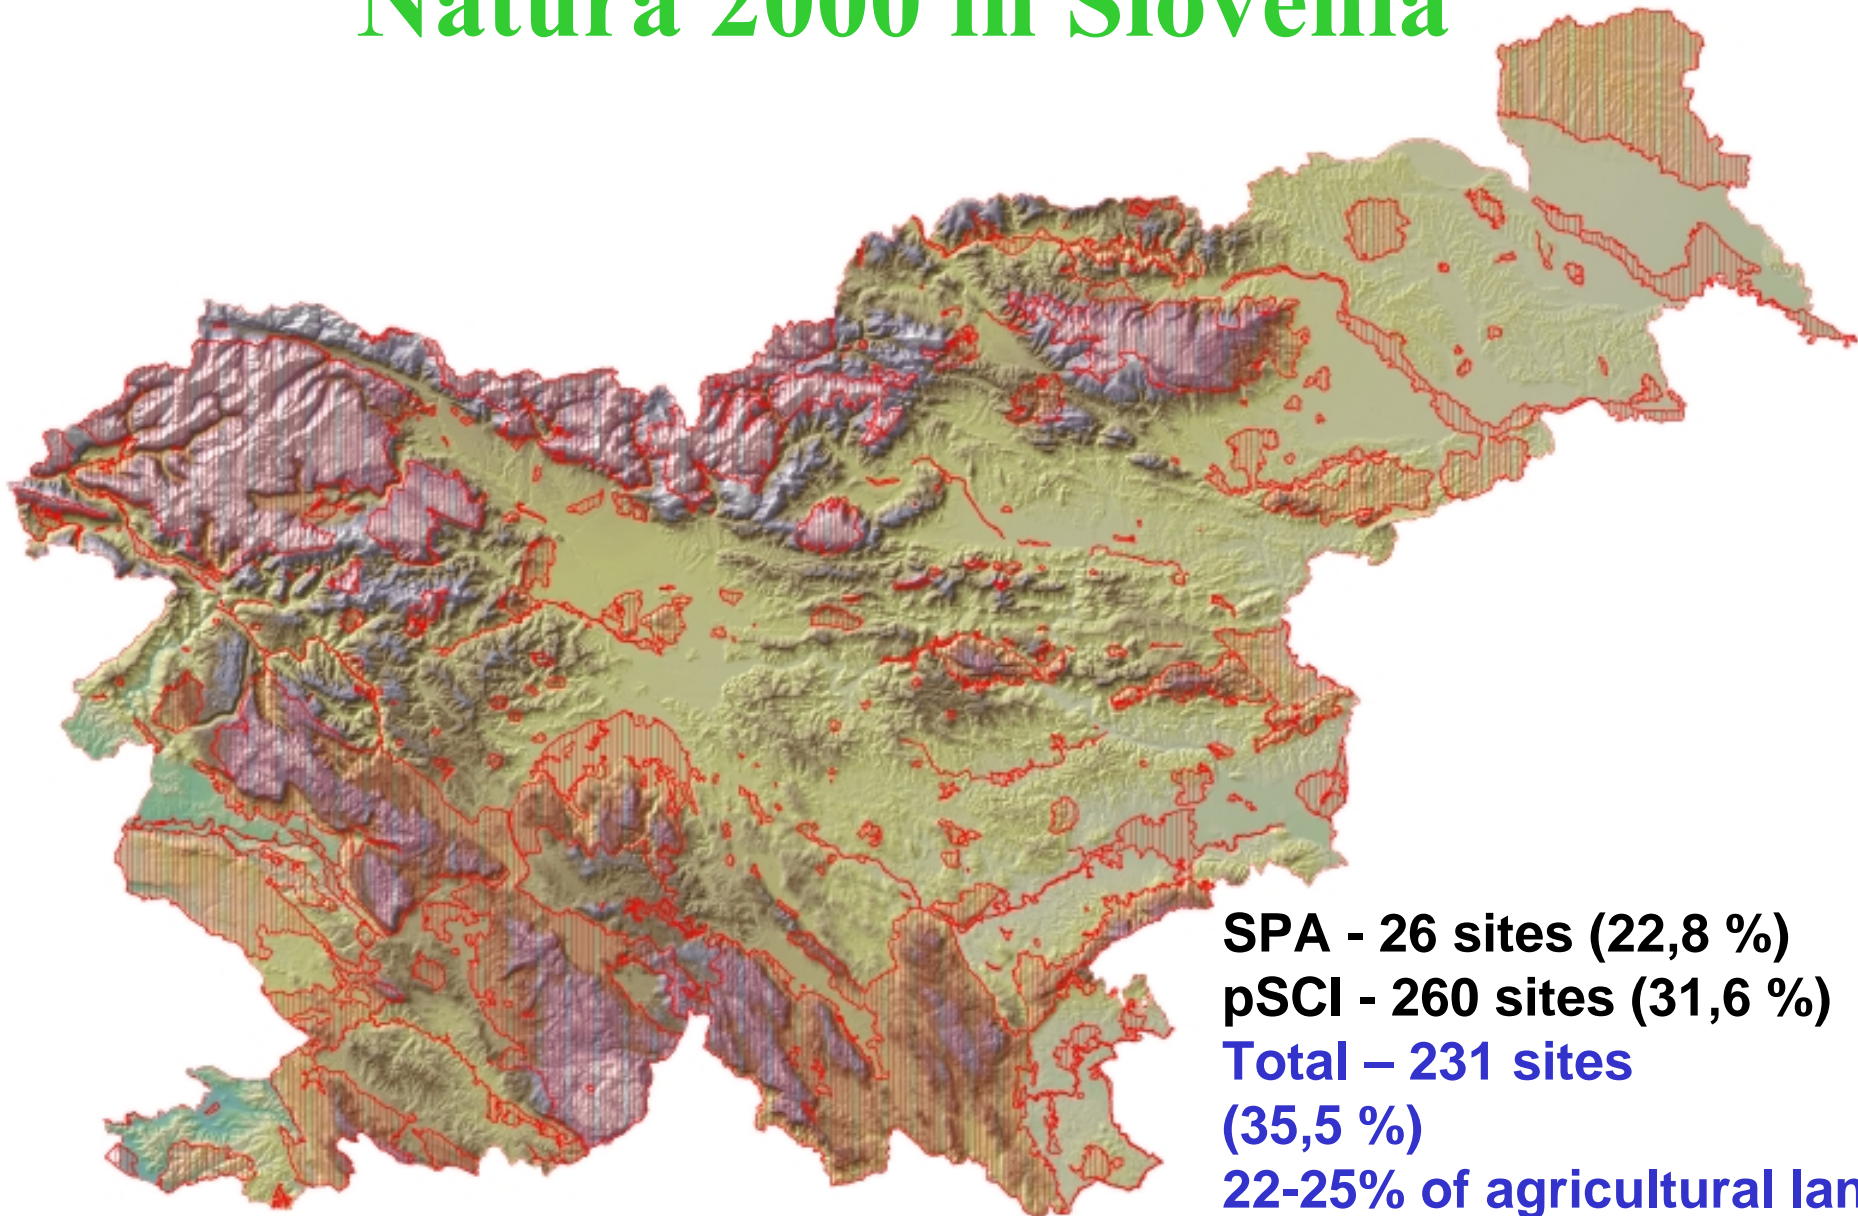 Natura 2000 in Slovenia
SPA - 26 sites (22,8 %)
pSCI - 260 sites (31,6 %)
Total – 231 sites
(35,5 %)
22-25% of agricultural lan